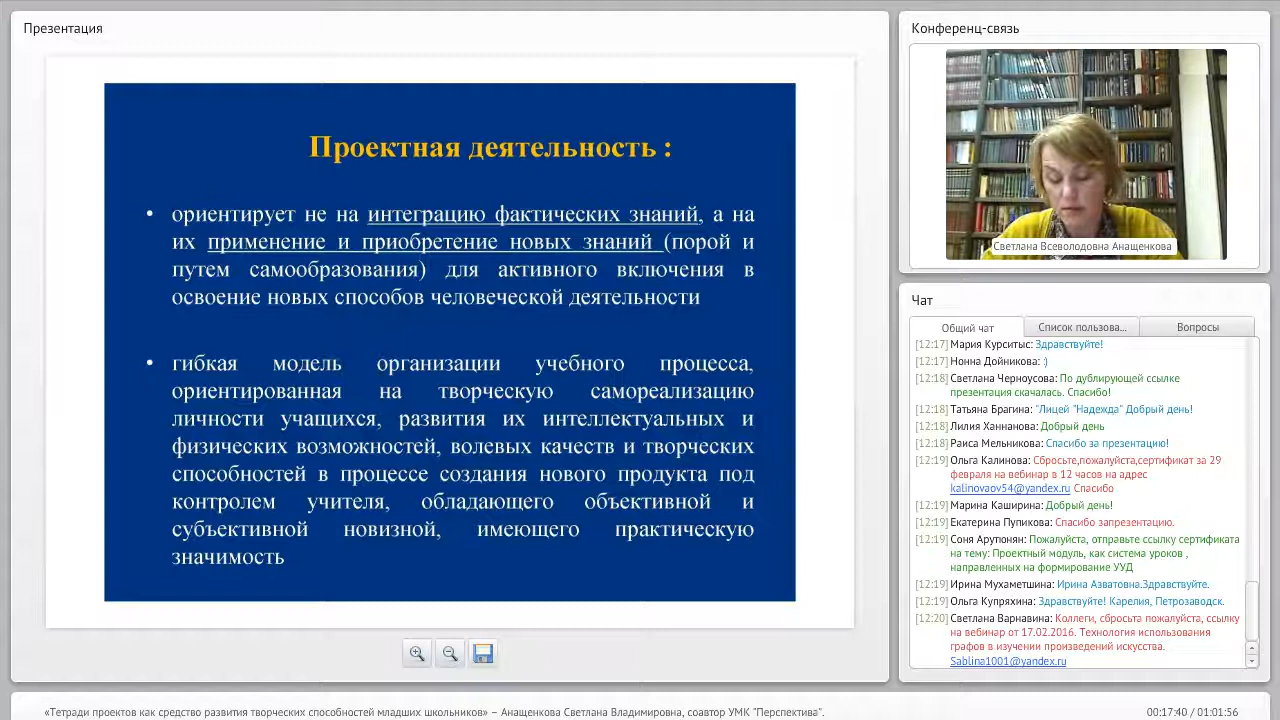 Презентация
Проектная деятельность :
• ориентирует не на интеграцию фактических знаний, а на
их применение и приобретение новых знаний (порой и
путем самообразования) для активного включения в
освоение новых способов человеческой деятельности
• гибкая модель организации учебного процесса,
ориентированная на творческую самореализацию
личности учащихся, развития их интеллектуальных и
физических возможностей, волевых качеств и творческих
способностей в процессе создания нового продукта под
контролем учителя, обладающего объективной и
субъективной новизной, имеющего практическую
значимость
Конференц-связь
Светлана Всеволодовна Анащенкова
Чат
Общий чат
Список пользова...
Вопросы
[12:17] Мария Курситыс: Здравствуйте!
[12:17] Нонна Дойникова: :)
[12:18] Светлана Черноусова: По дублирующей ссылке
презентация скачалась. Спасибо!
[12:18] Татьяна Брагина: "Лицей "Надежда" Добрый день!
[12:18] Лилия Ханнанова: Добрый день
[12:18] Раиса Мельникова: Спасибо за презентацию!
[12:19] Ольга Калинова: Сбросьте,пожалуйста,сертификат за 29
февраля на вебинар в 12 часов на адрес
kalinovaov54@yandex.ru Спасибо
[12:19] Марина Каширина: Добрый день!
[12:19] Екатерина Пупикова: Спасибо запрезентацию.
[12:19] Соня Арутюнян: Пожалуйста, отправьте ссылку сертификата
на тему: Проектный модуль, как система уроков ,
направленных на формирование УУД
[12:19] Ирина Мухаметшина: Ирина Азватовна.Здравствуйте.
[12:19] Ольга Купряхина: Здравствуйте! Карелия, Петрозаводск.
[12:20] Светлана Варнавина: Коллеги, сбросьта пожалуйста, ссылку
на вебинар от 17.02.2016. Технология использования
графов в изучении произведений искусства.
Sablina1001@yandex.ru
«Тетради проектов как средство развития творческих способностей младших школьников» – Анащенкова Светлана Владимировна, соавтор УМК "Перспектива".
00:17:40 / 01:01:56